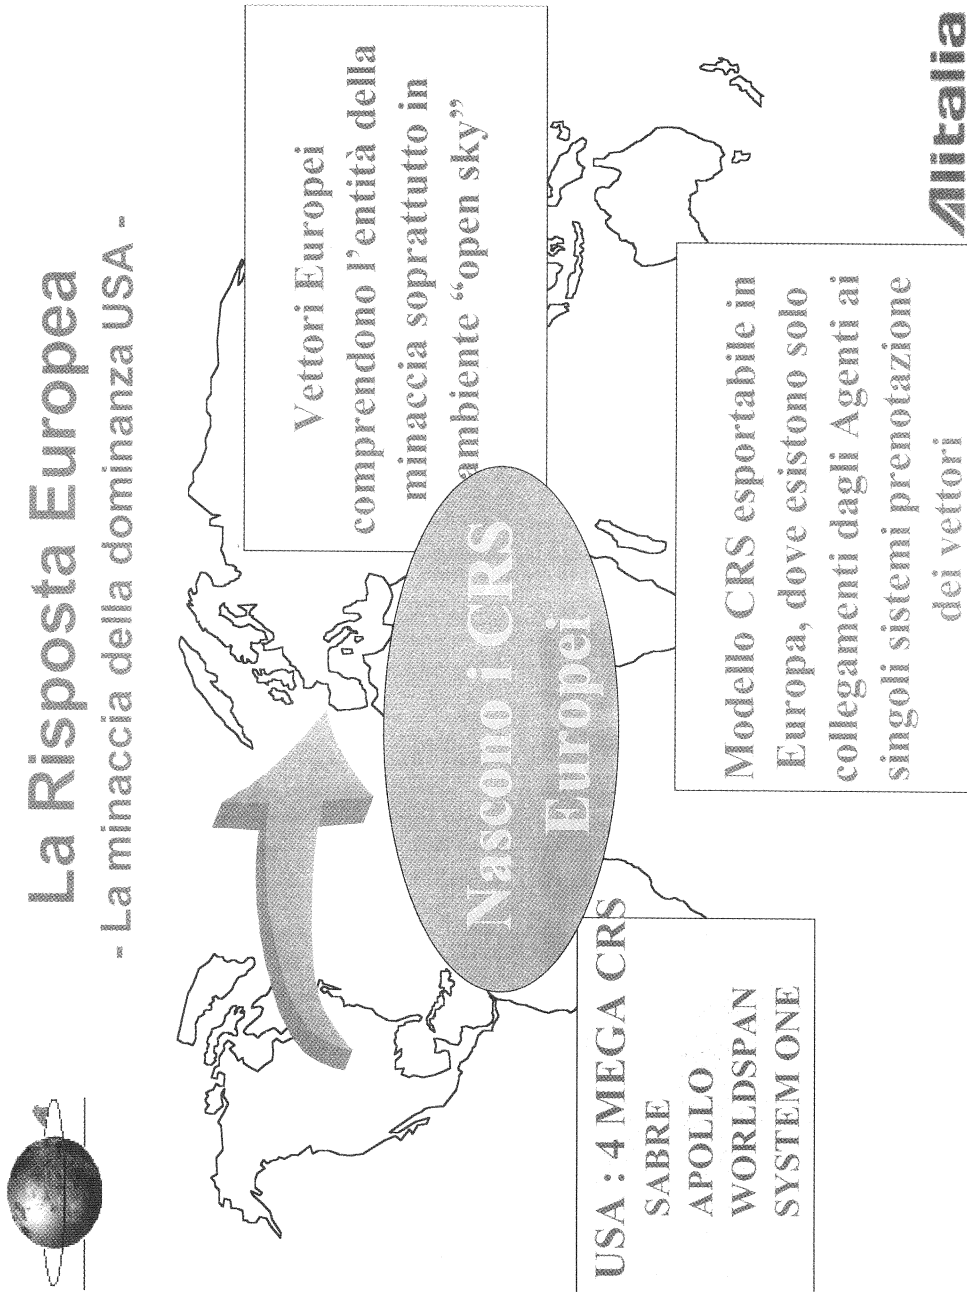 La Risposta Europea
- La minaccia della dominanza USA -
Vettori Europei
comprendono l'entità della
minaccia soprattutto in
ambiente “open sky”
Nascono i CRS
Europei
USA : 4 MEGA CRS
SABRE
APOLLO
WORLDSPAN
SYSTEM ONE
Modello CRS esportabile in
Europa, dove esistono solo
collegamenti dagli Agenti ai
singoli sistemi prenotazione
dei vettori
Alitalia